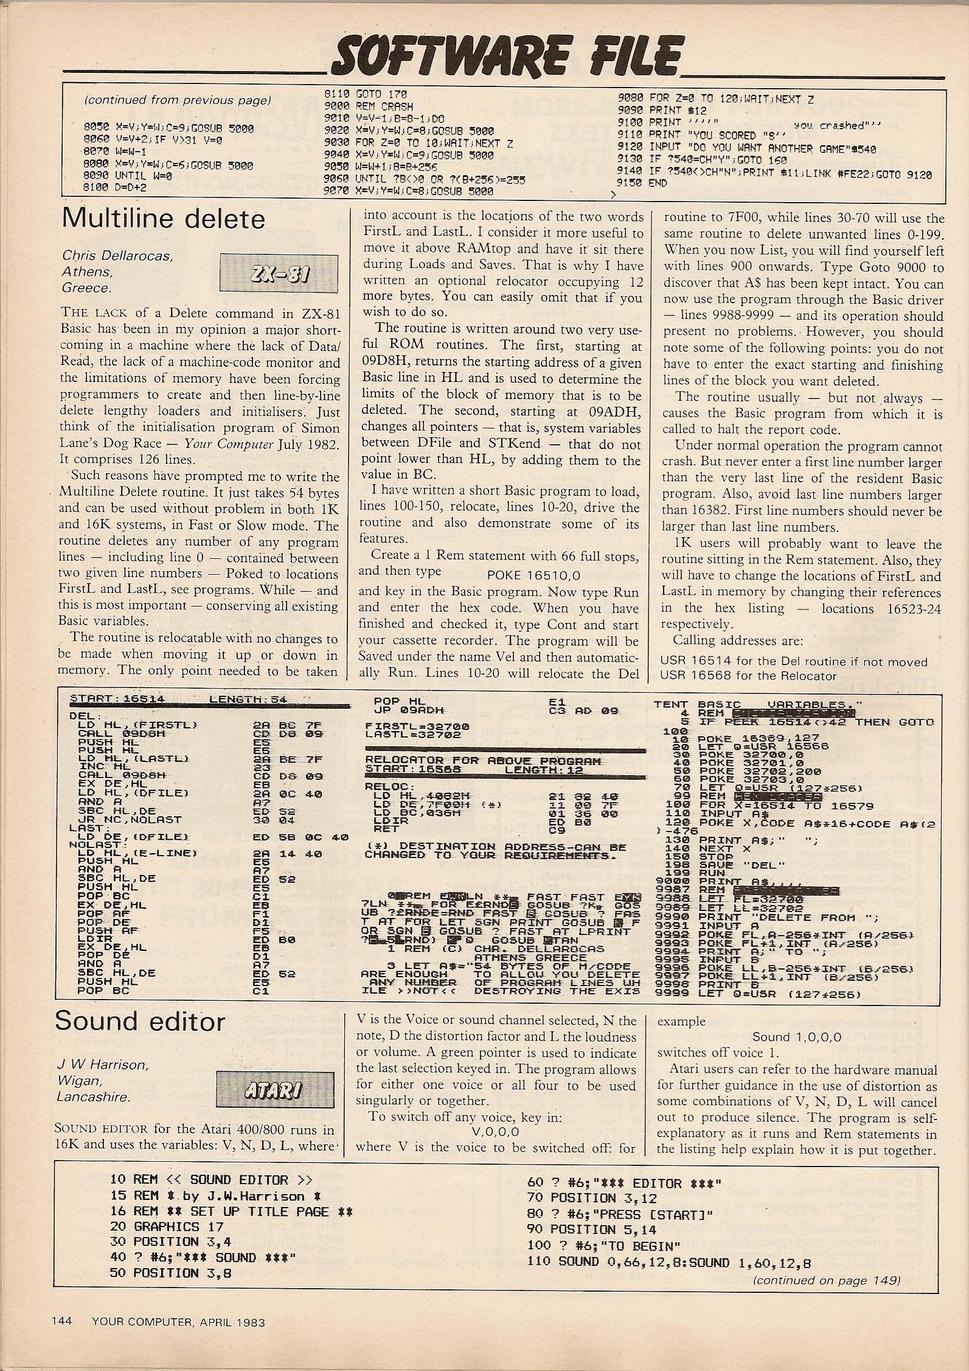 SOFTWARE FILE
(continued from previous page)
8050 X=V;Y=W;C=9;GOSUB 5000
8060 V=V+2;IF V>31 V=0
8070 W=W-1
8080 X=V;Y=W;C=6;GOSUB 5000
8090 UNTIL W=0
8100 D=D+2
8110 GOTO 170
9000 REM CRASH
9010 V=V-1;B=B-1;DO
9020 X=V;Y=W;C=8;GOSUB 5000
9030 FOR Z=0 TO 10;WAIT;NEXT Z
9040 X=V;Y=W;C=9;GOSUB 5000
9050 W=W+1;B=B+256
9060 UNTIL ?B<>0 OR ?(B+256)=255
9070 X=V;Y=W;C=8;GOSUB 5000
9080 FOR Z=0 TO 120;WAIT;NEXT Z
9090 PRINT $12
9100 PRINT ''''" you crashed"''
9110 PRINT "YOU SCORED "S''
9120 INPUT "DO YOU WANT ANOTHER GAME"$540
9130 IF ?540=CH"Y";GOTO 160
9140 IF ?540<>CH"N";PRINT $11;LINK #FE22;GOTO 9120
9150 END
>
Multiline delete
Chris Dellarocas,
Athens,
Greece.
ZX-81
THE LACK of a Delete command in ZX-81
Basic has been in my opinion a major short-
coming in a machine where the lack of Data/
Read, the lack of a machine-code monitor and
the limitations of memory have been forcing
programmers to create and then line-by-line
delete lengthy loaders and initialisers. Just
think of the initialisation program of Simon
Lane's Dog Race — Your Computer July 1982.
It comprises 126 lines.
Such reasons have prompted me to write the
Multiline Delete routine. It just takes 54 bytes
and can be used without problem in both 1K
and 16K systems, in Fast or Slow mode. The
routine deletes any number of any program
lines — including line 0 — contained between
two given line numbers — Poked to locations
FirstL and LastL, see programs. While — and
this is most important — conserving all existing
Basic variables.
The routine is relocatable with no changes to
be made when moving it up or down in
memory. The only point needed to be taken
into account is the locations of the two words
FirstL and LastL. I consider it more useful to
move it above RAMtop and have it sit there
during Loads and Saves. That is why I have
written an optional relocator occupying 12
more bytes. You can easily omit that if you
wish to do so.
The routine is written around two very use-
ful ROM routines. The first, starting at
09D8H, returns the starting address of a given
Basic line in HL and is used to determine the
limits of the block of memory that is to be
deleted. The second, starting at 09ADH,
changes all pointers — that is, system variables
between DFile and STKend — that do not
point lower than HL, by adding them to the
value in BC.
I have written a short Basic program to load,
lines 100-150, relocate, lines 10-20, drive the
routine and also demonstrate some of its
features.
Create a 1 Rem statement with 66 full stops,
and then type POKE 16510,0
and key in the Basic program. Now type Run
and enter the hex code. When you have
finished and checked it, type Cont and start
your cassette recorder. The program will be
Saved under the name Vel and then automatic-
ally Run. Lines 10-20 will relocate the Del
routine to 7F00, while lines 30-70 will use the
same routine to delete unwanted lines 0-199.
When you now List, you will find yourself left
with lines 900 onwards. Type Goto 9000 to
discover that A$ has been kept intact. You can
now use the program through the Basic driver
— lines 9988-9999 — and its operation should
present no problems. However, you should
note some of the following points: you do not
have to enter the exact starting and finishing
lines of the block you want deleted.
The routine usually — but not always —
causes the Basic program from which it is
called to halt the report code.
Under normal operation the program cannot
crash. But never enter a first line number larger
than the very last line of the resident Basic
program. Also, avoid last line numbers larger
than 16382. First line numbers should never be
larger than last line numbers.
1K users will probably want to leave the
routine sitting in the Rem statement. Also, they
will have to change the locations of FirstL and
LastL in memory by changing their references
in the hex listing — locations 16523-24
respectively.
Calling addresses are:
USR 16514 for the Del routine if not moved
USR 16568 for the Relocator
START:16514 LENGTH:54
DEL:
LD HL,(FIRSTL) 2A BC 7F
CALL 09D8H CD D8 09
PUSH HL E5
PUSH HL E5
LD HL,(LASTL) 2A BE 7F
INC HL 23
CALL 09D8H CD D8 09
EX DE,HL EB
LD HL,(DFILE) 2A 0C 40
AND A A7
SBC HL,DE ED 52
JR NC,NOLAST 30 04
LAST:
LD DE,(DFILE) ED 5B 0C 40
NOLAST:
LD HL,(E-LINE) 2A 14 40
PUSH HL E5
AND A A7
SBC HL,DE ED 52
PUSH HL E5
POP BC C1
EX DE,HL EB
POP AF F1
POP DE D1
PUSH AF F5
LDIR ED B0
EX DE,HL EB
POP DE D1
AND A A7
SBC HL,DE ED 52
PUSH HL E5
POP BC C1
POP HL E1
JP 09ADH C3 AD 09
FIRSTL=32700
LASTL=32702
RELOCATOR FOR ABOVE PROGRAM
START:16568 LENGTH:12
RELOC:
LD HL,4082H 21 82 40
LD DE,7F00H (*) 11 00 7F
LD BC,036H 01 36 00
LDIR ED B0
RET C9
(*) DESTINATION ADDRESS-CAN BE
CHANGED TO YOUR REQUIREMENTS.
1 REM (C) CHR. DELLAROCAS
ATHENS GREECE
3 LET A$="54 BYTES OF M/CODE
ARE ENOUGH TO ALLOW YOU DELETE
ANY NUMBER OF PROGRAM LINES WH
ILE >>NOT<< DESTROYING THE EXIS
TENT BASIC VARIABLES."
4 REM
5 IF PEEK 16514<>42 THEN GOTO
100
10 POKE 16389,127
20 LET Q=USR 16568
30 POKE 32700,0
40 POKE 32701,0
50 POKE 32702,200
60 POKE 32703,0
70 LET Q=USR (127*256)
99 REM
100 FOR X=16514 TO 16579
110 INPUT A$
120 POKE X,CODE A$*16+CODE A$(2
)-476
130 PRINT A$;" ";
140 NEXT X
150 STOP
198 SAVE "DEL"
199 RUN
9000 PRINT A$,,,,
9987 REM
9988 LET FL=32700
9989 LET LL=32702
9990 PRINT "DELETE FROM ";
9991 INPUT A
9992 POKE FL,A-256*INT (A/256)
9993 POKE FL+1,INT (A/256)
9994 PRINT A;" TO ";
9995 INPUT B
9996 POKE LL,B-256*INT (B/256)
9997 POKE LL+1,INT (B/256)
9998 PRINT B
9999 LET Q=USR (127*256)
Sound editor
J W Harrison,
Wigan,
Lancashire.
ATARI
SOUND EDITOR for the Atari 400/800 runs in
16K and uses the variables: V, N, D, L, where
V is the Voice or sound channel selected, N the
note, D the distortion factor and L the loudness
or volume. A green pointer is used to indicate
the last selection keyed in. The program allows
for either one voice or all four to be used
singularly or together.
To switch off any voice, key in:
V,0,0,0
where V is the voice to be switched off: for
example
Sound 1,0,0,0
switches off voice 1.
Atari users can refer to the hardware manual
for further guidance in the use of distortion as
some combinations of V, N, D, L will cancel
out to produce silence. The program is self-
explanatory as it runs and Rem statements in
the listing help explain how it is put together.
10 REM << SOUND EDITOR >>
15 REM * by J.W.Harrison *
16 REM ** SET UP TITLE PAGE **
20 GRAPHICS 17
30 POSITION 3,4
40 ? #6;"*** SOUND ***"
50 POSITION 3,8
60 ? #6;"*** EDITOR ***"
70 POSITION 3,12
80 ? #6;"PRESS [START]"
90 POSITION 5,14
100 ? #6;"TO BEGIN"
110 SOUND 0,66,12,8:SOUND 1,60,12,8
(continued on page 149)
144 YOUR COMPUTER, APRIL 1983